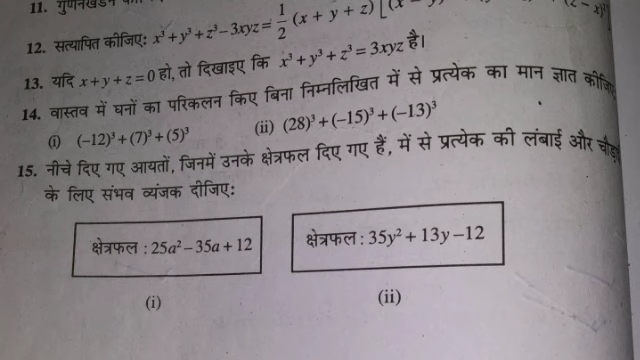 11. गुणनखंडन
12. सत्यापित कीजिए: x³ + y³ + z³ – 3xyz = 1/2 (x + y + z) [(x – y)
13. यदि x + y + z = 0 हो, तो दिखाइए कि x³ + y³ + z³ = 3xyz है।
14. वास्तव में घनों का परिकलन किए बिना निम्नलिखित में से प्रत्येक का मान ज्ञात कीजिए
(i) (–12)³ + (7)³ + (5)³ (ii) (28)³ + (–15)³ + (–13)³
15. नीचे दिए गए आयतों, जिनमें उनके क्षेत्रफल दिए गए हैं, में से प्रत्येक की लंबाई और
के लिए संभव व्यंजक दीजिए:
क्षेत्रफल : 25a² – 35a + 12
क्षेत्रफल : 35y² + 13y – 12
(i)
(ii)